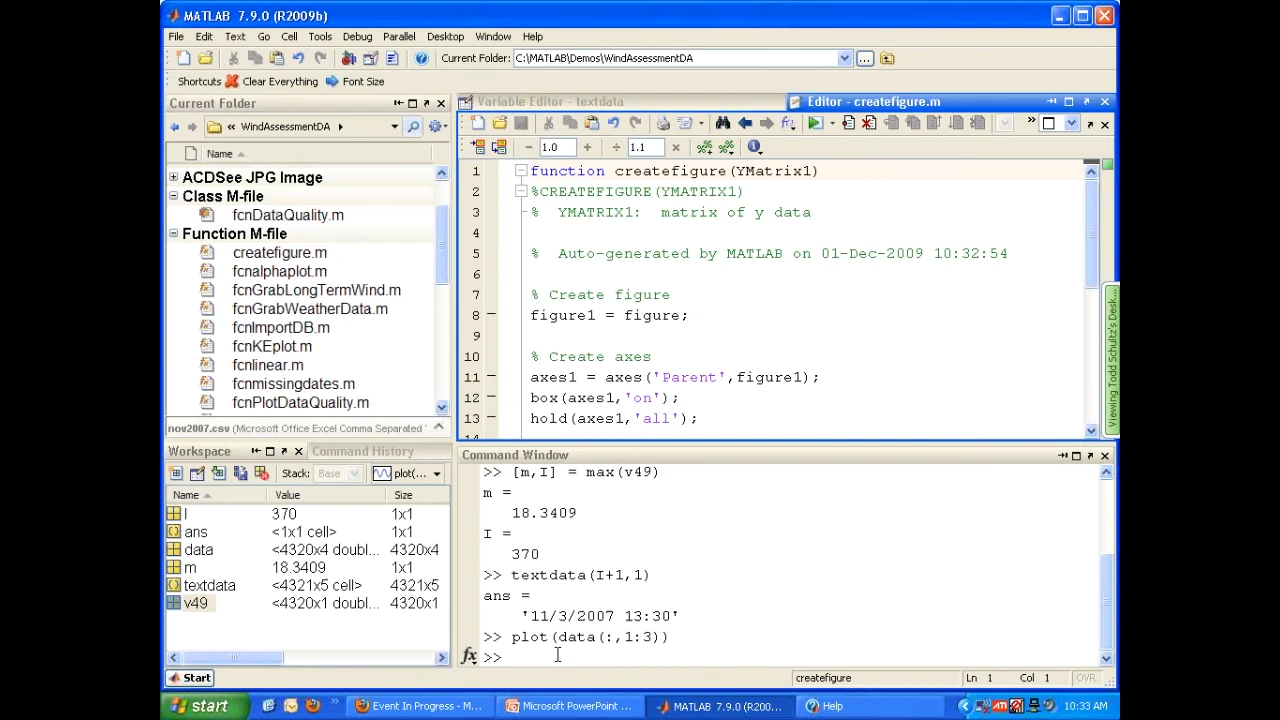 MATLAB 7.9.0 (R2009b)
File Edit Text Go Cell Tools Debug Parallel Desktop Window Help
Current Folder: C:\MATLAB\Demos\WindAssessmentDA ...
Shortcuts Clear Everything Font Size
Current Folder
« WindAssessmentDA
Name
ACDSee JPG Image
Class M-file
fcnDataQuality.m
Function M-file
createfigure.m
fcnalphaplot.m
fcnGrabLongTermWind.m
fcnGrabWeatherData.m
fcnImportDB.m
fcnKEplot.m
fcnlinear.m
fcnmissingdates.m
fcnPlotDataQuality.m
nov2007.csv (Microsoft Office Excel Comma Separated
Workspace Command History
Stack: Base plot(...
Name Value Size
I 370 1x1
ans <1x1 cell> 1x1
data <4320x4 doubl... 4320x4
m 18.3409 1x1
textdata <4321x5 cell> 4321x5
v49 <4320x1 doubl... 4320x1
Variable Editor - textdata
Editor - createfigure.m
1.0 1.1
1 function createfigure(YMatrix1)
2 %CREATEFIGURE(YMATRIX1)
3 % YMATRIX1: matrix of y data
4
5 % Auto-generated by MATLAB on 01-Dec-2009 10:32:54
6
7 % Create figure
8 figure1 = figure;
9
10 % Create axes
11 axes1 = axes('Parent',figure1);
12 box(axes1,'on');
13 hold(axes1,'all');
Viewing Todd Schultz's Desk...
Command Window
>> [m,I] = max(v49)
m =
18.3409
I =
370
>> textdata(I+1,1)
ans =
'11/3/2007 13:30'
>> plot(data(:,1:3))
fx >>
Start
createfigure Ln 1 Col 1 OVR
start Event In Progress - M... Microsoft PowerPoint ... MATLAB 7.9.0 (R200... Help 10:33 AM